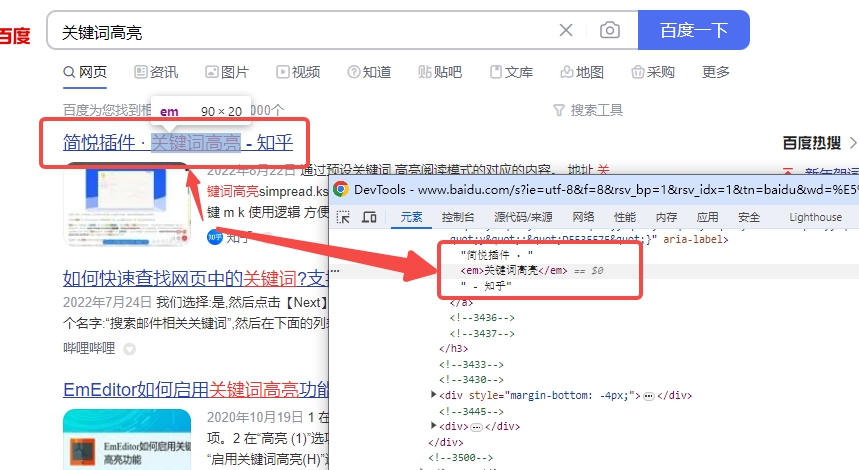 百度
关键词高亮
百度一下
网页 资讯 图片 视频 知道 贴吧 文库 地图 采购 更多
百度为您找到相
000个
搜索工具
em 90 × 20
简悦插件 · 关键词高亮 - 知乎
百度热搜
2022年6月22日 通过预设关键词,高亮阅读模式的对应的内容。 地址 关
键词高亮simpread.ks
键 m k 使用逻辑 方便
知乎 知乎
如何快速查找网页中的关键词?支
2022年7月24日 我们选择:是,然后点击【Next】
个名字:“搜索邮件相关关键词”,然后在下面的列
哔哩哔哩
EmEditor如何启用关键词高亮功能
2020年10月19日 1 在
项。2 在“高亮 (1)”选
“启用关键词高亮(H)”
EmEditor如何启用关键
高亮功能
DevTools - www.baidu.com/s?ie=utf-8&f=8&rsv_bp=1&rsv_idx=1&tn=baidu&wd=%E5%
元素 控制台 源代码/来源 网络 性能 内存 应用 安全 Lighthouse
}" aria-label>
"简悦插件 · "
<em>关键词高亮</em> == $0
" - 知乎"
</a>
<!--3436-->
<!--3437-->
</h3>
<!--3433-->
<!--3430-->
<div style="margin-bottom: -4px;">…</div>
<!--3445-->
<div>…</div>
</div>
<!--3500-->